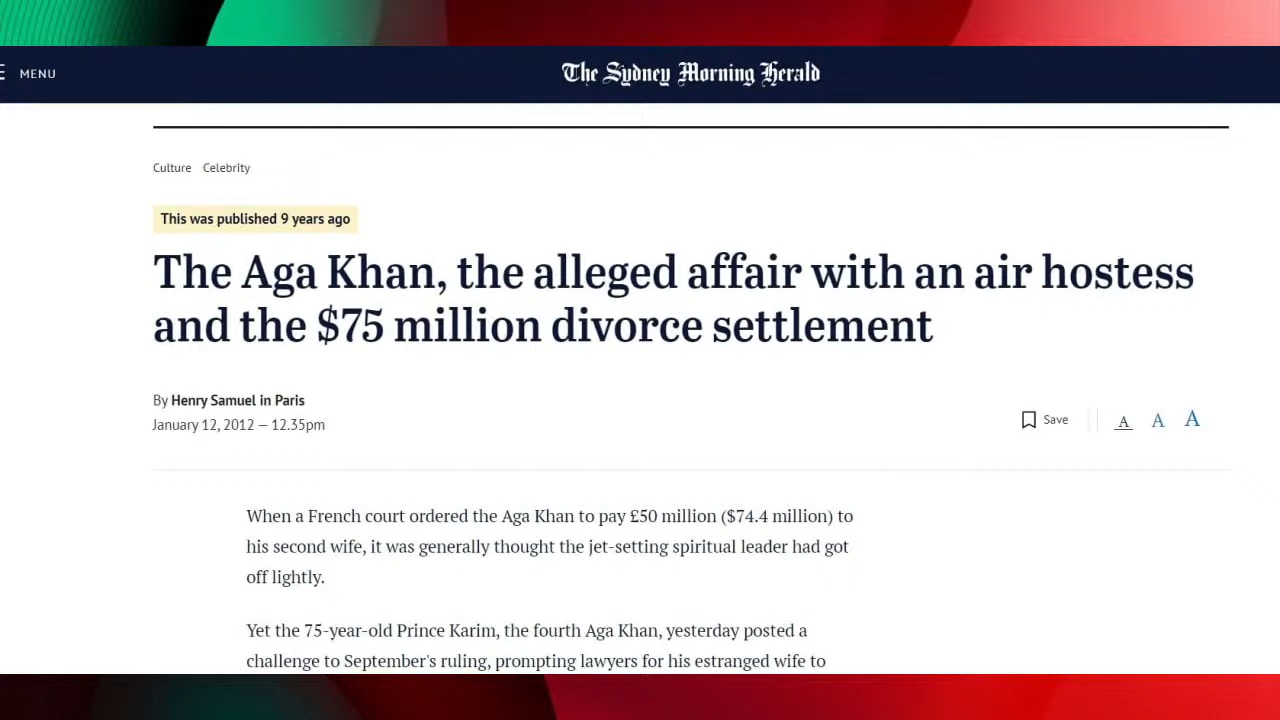 MENU
The Sydney Morning Herald
Culture Celebrity
This was published 9 years ago
The Aga Khan, the alleged affair with an air hostess
and the $75 million divorce settlement
By Henry Samuel in Paris
January 12, 2012 — 12.35pm
Save A A A
When a French court ordered the Aga Khan to pay £50 million ($74.4 million) to
his second wife, it was generally thought the jet-setting spiritual leader had got
off lightly.
Yet the 75-year-old Prince Karim, the fourth Aga Khan, yesterday posted a
challenge to September's ruling, prompting lawyers for his estranged wife to